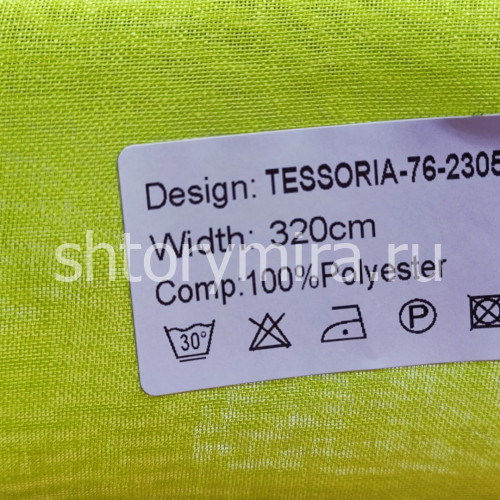 Design: TESSORIA-76-2305
Width: 320cm
shtorymira.ru
Comp:100%Polyester
30°
P